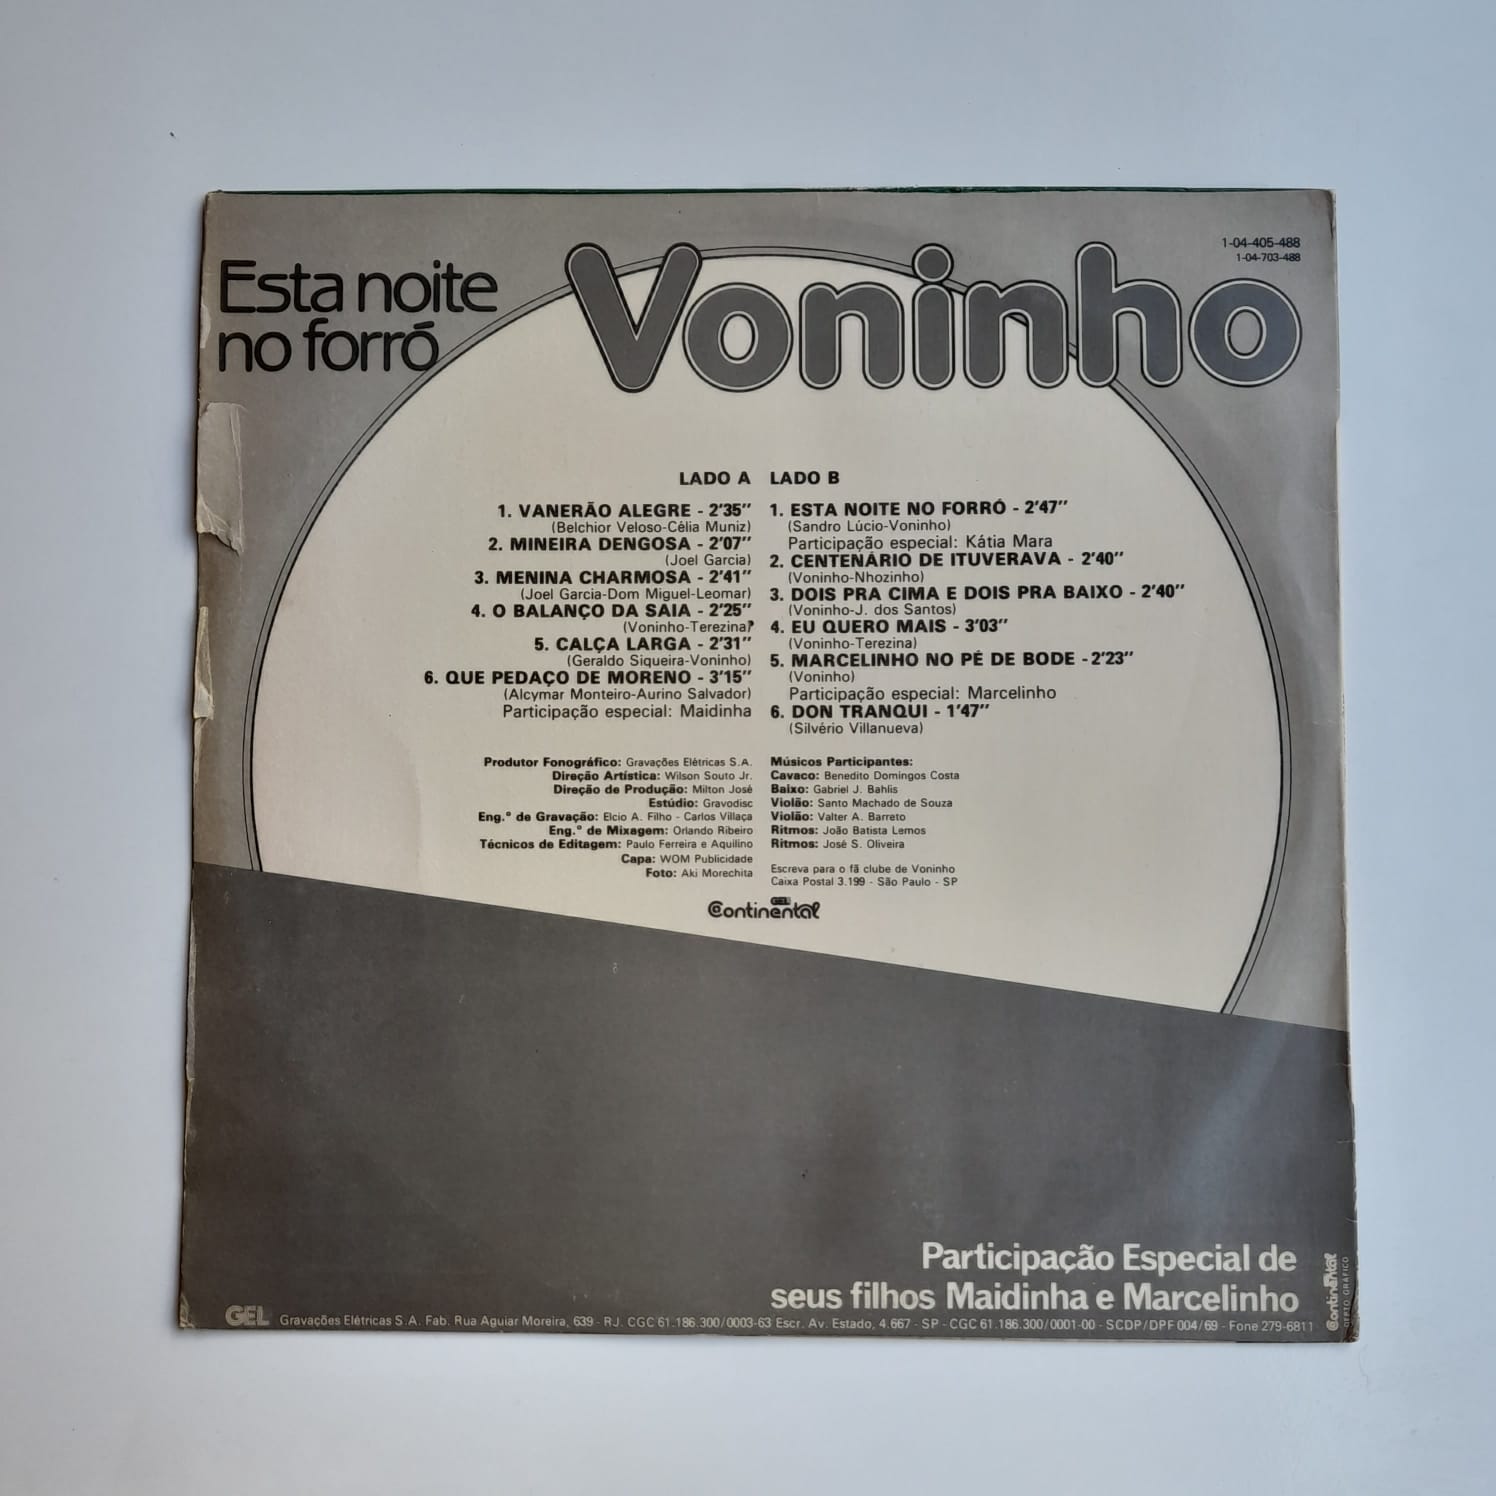 Esta noite
no forró
Voninho
1-04-405-488
1-04-703-488
LADO A
1. VANERÃO ALEGRE - 2'35"
(Belchior Veloso-Célia Muniz)
2. MINEIRA DENGOSA - 2'07"
(Joel Garcia)
3. MENINA CHARMOSA - 2'41"
(Joel Garcia-Dom Miguel-Leomar)
4. O BALANÇO DA SAIA - 2'25"
(Voninho-Terezina)
5. CALÇA LARGA - 2'31"
(Geraldo Siqueira-Voninho)
6. QUE PEDAÇO DE MORENO - 3'15"
(Alcymar Monteiro-Aurino Salvador)
Participação especial: Maidinha
LADO B
1. ESTA NOITE NO FORRÓ - 2'47"
(Sandro Lúcio-Voninho)
Participação especial: Kátia Mara
2. CENTENÁRIO DE ITUVERAVA - 2'40"
(Voninho-Nhozinho)
3. DOIS PRA CIMA E DOIS PRA BAIXO - 2'40"
(Voninho-J. dos Santos)
4. EU QUERO MAIS - 3'03"
(Voninho-Terezina)
5. MARCELINHO NO PÉ DE BODE - 2'23"
(Voninho)
Participação especial: Marcelinho
6. DON TRANQUI - 1'47"
(Silvério Villanueva)
Produtor Fonográfico: Gravações Elétricas S.A.
Direção Artística: Wilson Souto Jr.
Direção de Produção: Milton José
Estúdio: Gravodisc
Eng.º de Gravação: Elcio A. Filho - Carlos Villaça
Eng.º de Mixagem: Orlando Ribeiro
Técnicos de Editagem: Paulo Ferreira e Aquilino
Capa: WOM Publicidade
Foto: Aki Morechita
Músicos Participantes:
Cavaco: Benedito Domingos Costa
Baixo: Gabriel J. Bahlis
Violão: Santo Machado de Souza
Violão: Valter A. Barreto
Ritmos: João Batista Lemos
Ritmos: José S. Oliveira
Escreva para o fã clube de Voninho
Caixa Postal 3.199 - São Paulo - SP
GEL
Continental
Participação Especial de
seus filhos Maidinha e Marcelinho
GEL Gravações Elétricas S.A. Fab. Rua Aguiar Moreira, 639 - RJ. CGC 61.186.300/0003-63 Escr. Av. Estado, 4.667 - SP - CGC 61.186.300/0001-00 - SCDP/DPF 004/69 - Fone 279-6811
Continental
DEPTO GRÁFICO